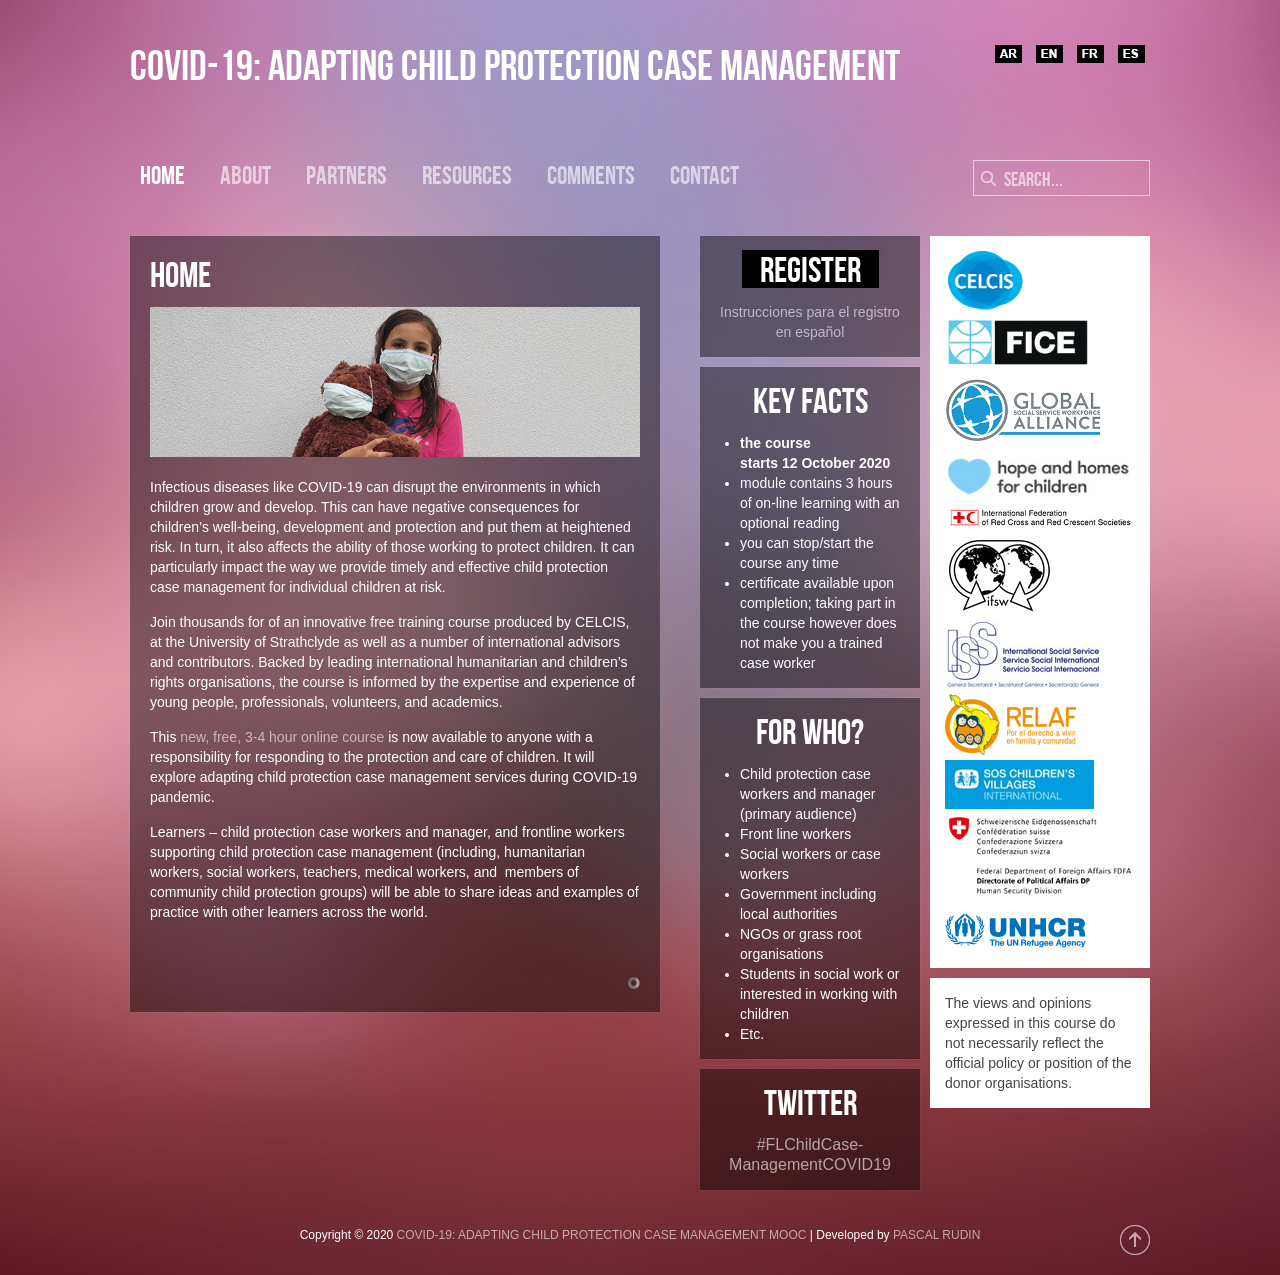 COVID-19: ADAPTING CHILD PROTECTION CASE MANAGEMENT
AR EN FR ES
HOME ABOUT PARTNERS RESOURCES COMMENTS CONTACT
SEARCH...
HOME
Infectious diseases like COVID-19 can disrupt the environments in which
children grow and develop. This can have negative consequences for
children's well-being, development and protection and put them at heightened
risk. In turn, it also affects the ability of those working to protect children. It can
particularly impact the way we provide timely and effective child protection
case management for individual children at risk.
Join thousands for of an innovative free training course produced by CELCIS,
at the University of Strathclyde as well as a number of international advisors
and contributors. Backed by leading international humanitarian and children's
rights organisations, the course is informed by the expertise and experience of
young people, professionals, volunteers, and academics.
This new, free, 3-4 hour online course is now available to anyone with a
responsibility for responding to the protection and care of children. It will
explore adapting child protection case management services during COVID-19
pandemic.
Learners – child protection case workers and manager, and frontline workers
supporting child protection case management (including, humanitarian
workers, social workers, teachers, medical workers, and members of
community child protection groups) will be able to share ideas and examples of
practice with other learners across the world.
REGISTER
Instrucciones para el registro
en español
KEY FACTS
the course
starts 12 October 2020
module contains 3 hours
of on-line learning with an
optional reading
you can stop/start the
course any time
certificate available upon
completion; taking part in
the course however does
not make you a trained
case worker
FOR WHO?
Child protection case
workers and manager
(primary audience)
Front line workers
Social workers or case
workers
Government including
local authorities
NGOs or grass root
organisations
Students in social work or
interested in working with
children
Etc.
TWITTER
#FLChildCase-
ManagementCOVID19
CELCIS
FICE
GLOBAL
SOCIAL SERVICE WORKFORCE
ALLIANCE
hope and homes
for children
International Federation
of Red Cross and Red Crescent Societies
ifsw
ISS
International Social Service
Service Social International
Servicio Social Internacional
General Secretariat - Secrétariat Général - Secretariado General
RELAF
Por el derecho a vivir
en familia y comunidad
SOS CHILDREN'S
VILLAGES
INTERNATIONAL
Schweizerische Eidgenossenschaft
Confédération suisse
Confederazione Svizzera
Confederaziun svizra
Federal Department of Foreign Affairs FDFA
Directorate of Political Affairs DP
Human Security Division
UNHCR
The UN Refugee Agency
The views and opinions
expressed in this course do
not necessarily reflect the
official policy or position of the
donor organisations.
Copyright © 2020 COVID-19: ADAPTING CHILD PROTECTION CASE MANAGEMENT MOOC | Developed by PASCAL RUDIN